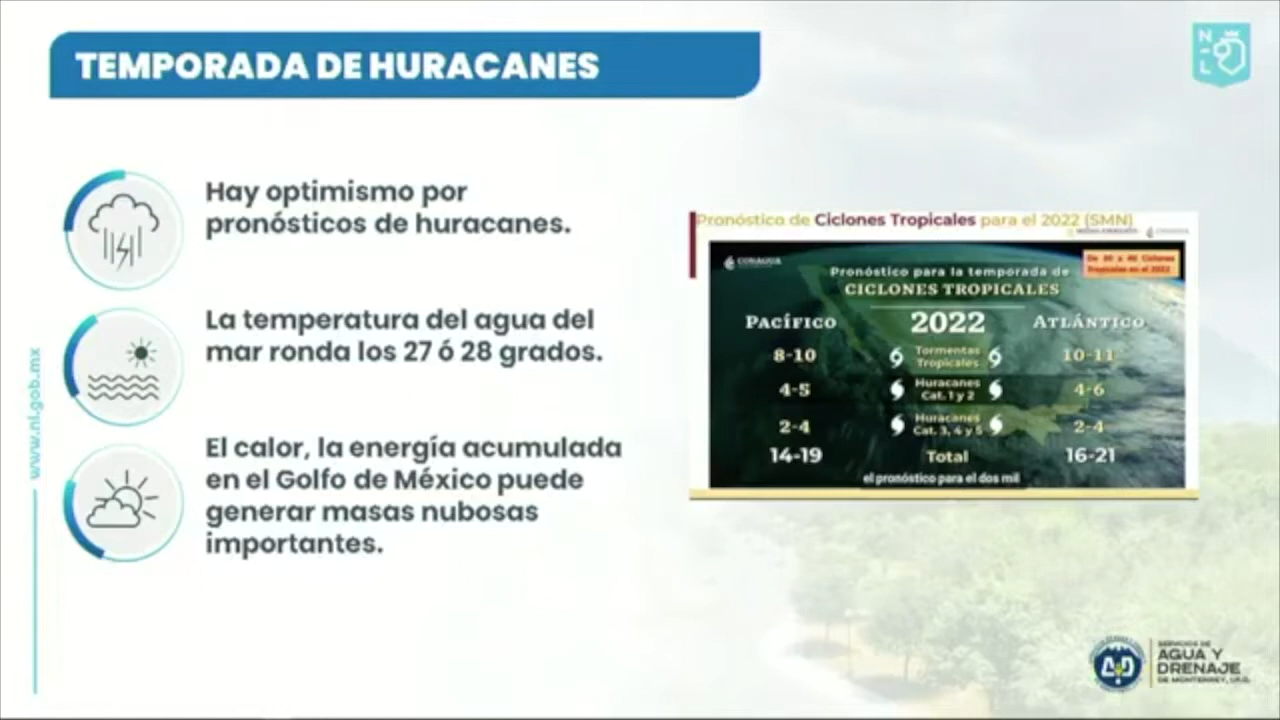 TEMPORADA DE HURACANES
N
L
Hay optimismo por
pronósticos de huracanes.
La temperatura del agua del
mar ronda los 27 ó 28 grados.
El calor, la energía acumulada
en el Golfo de México puede
generar masas nubosas
importantes.
www.nl.gob.mx
Pronóstico de Ciclones Tropicales para el 2022 (SMN)
CONAGUA
Pronóstico para la temporada de
CICLONES TROPICALES
PACÍFICO 2022 ATLÁNTICO
8-10 Tormentas Tropicales 10-11
4-5 Huracanes Cat. 1 y 2 4-6
2-4 Huracanes Cat. 3, 4 y 5 2-4
14-19 Total 16-21
el pronóstico para el dos mil
SERVICIOS DE
AGUA Y
DRENAJE
DE MONTERREY, I.P.D.